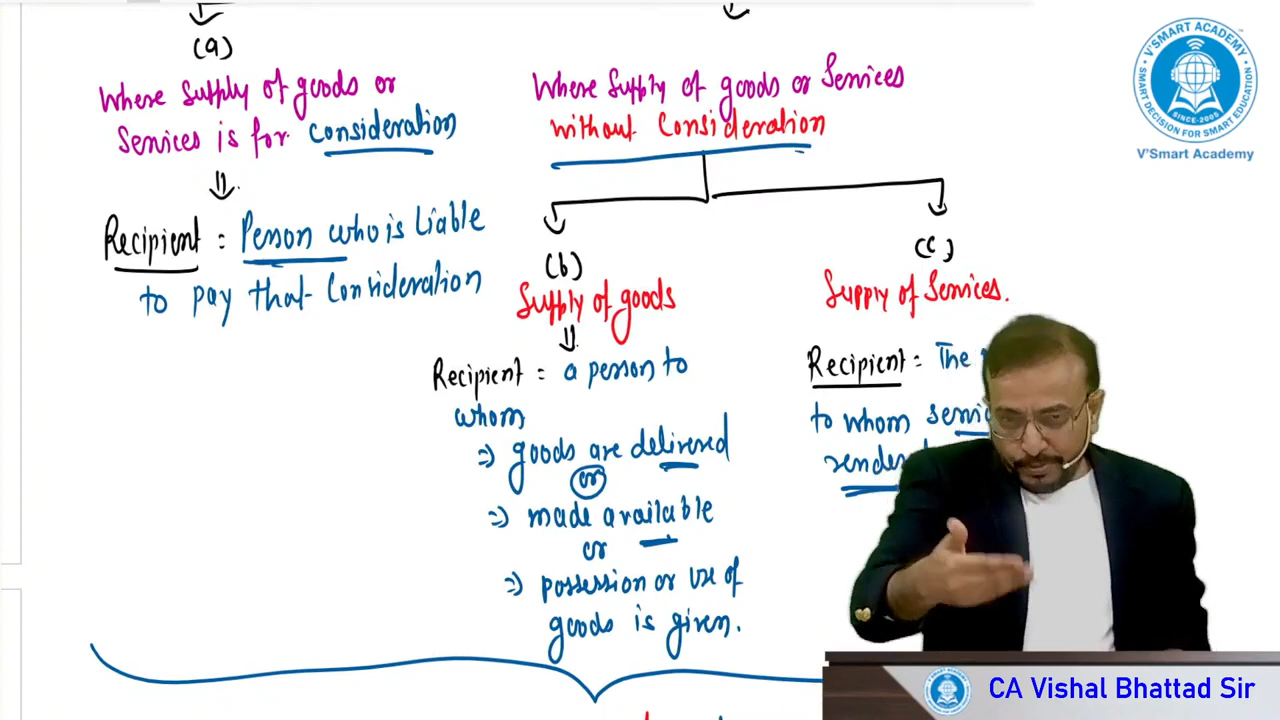 (a)
Where supply of goods or
Services is for consideration
Recipient : Person who is liable
to pay that consideration
Where supply of goods or services
without consideration
(b)
Supply of goods
Recipient = a person to
whom
⇒ goods are delivered
or
⇒ made available
or
⇒ possession or use of
goods is given.
(c)
Supply of Services.
Recipient = The
to whom
V'SMART ACADEMY
SMART DECISION FOR SMART EDUCATION
SINCE-2005
V'Smart Academy
CA Vishal Bhattad Sir